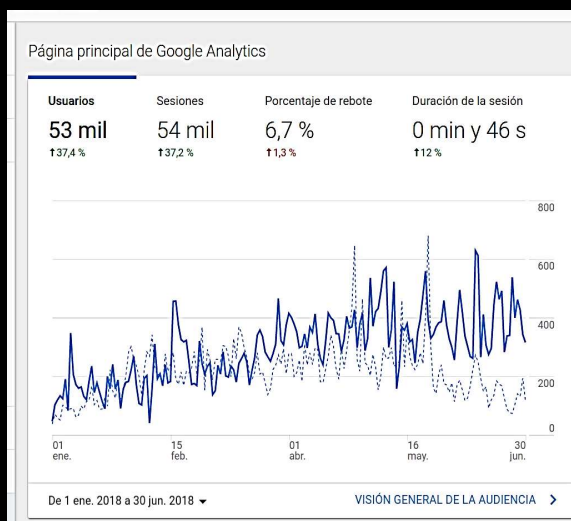 Página principal de Google Analytics
Usuarios
Sesiones
Porcentaje de rebote
Duración de la sesión
53 mil
54 mil
6,7 %
0 min y 46 s
37,4 %
37,2 %
1,3 %
12 %
800
600
400
200
0
01
ene.
15
feb.
01
abr.
16
may.
30
jun.
De 1 ene. 2018 a 30 jun. 2018
VISIÓN GENERAL DE LA AUDIENCIA